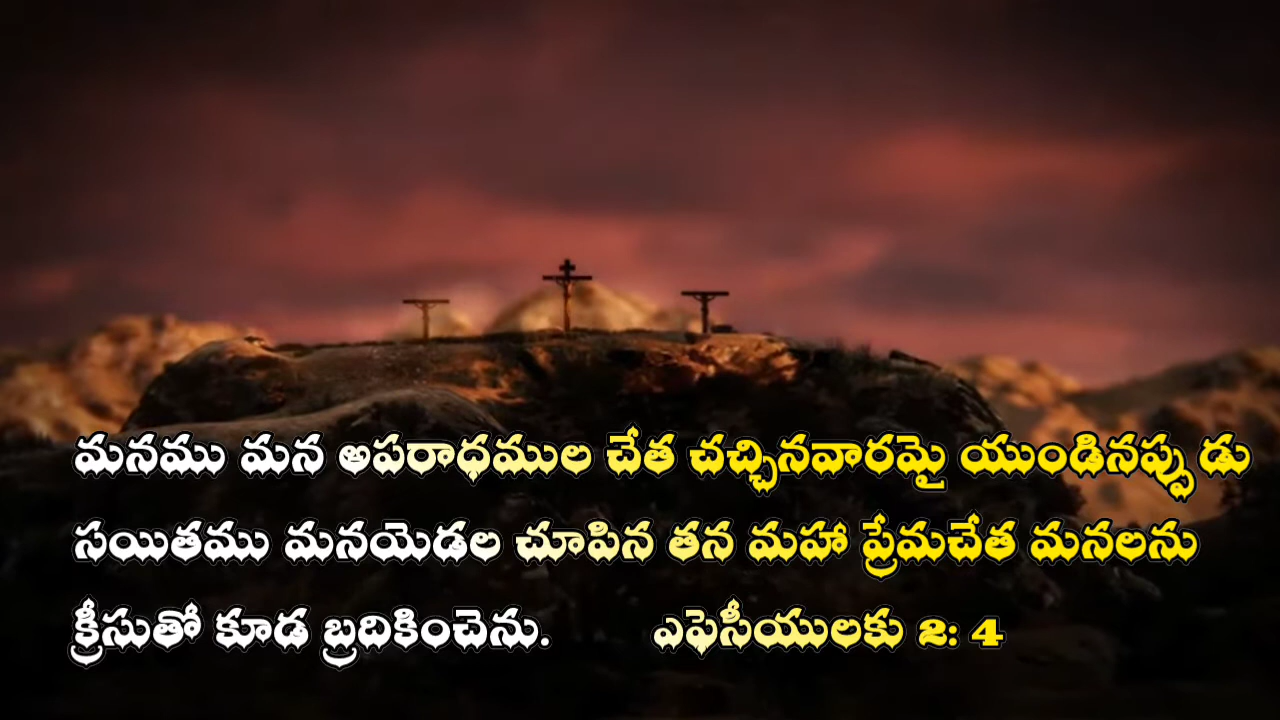 మనము మన అపరాధముల చేత చచ్చినవారమై యుండినప్పు డు
సయితము మనయెడల చూపిన తన మహా ప్రేమచేత మనలను
క్రీసుతో కూడ బ్రదికించెను. ఎఫెసీయులకు 2: 4